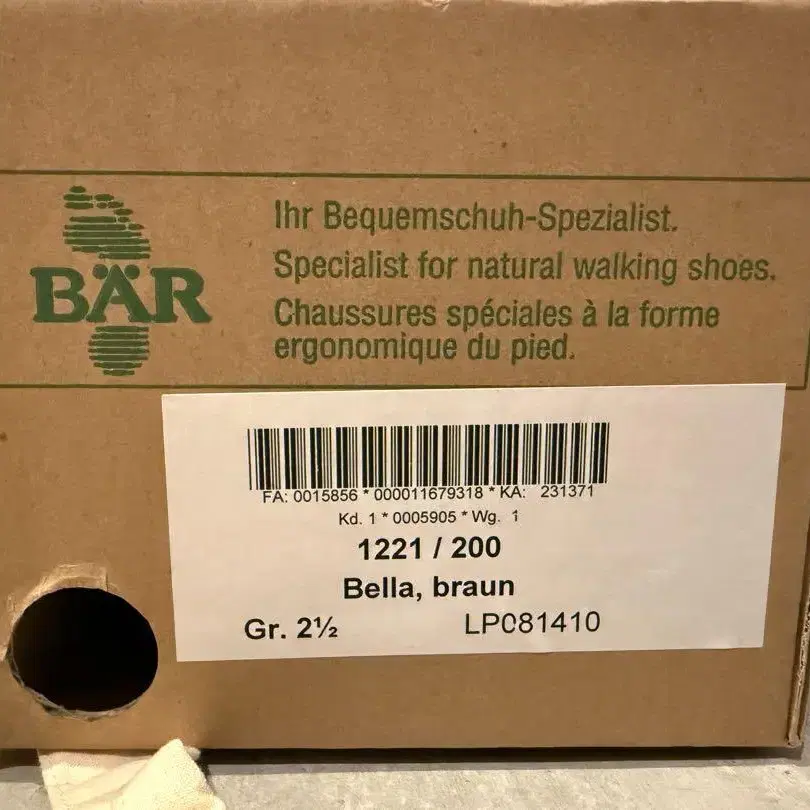 BÄR
Ihr Bequemschuh-Spezialist.
Specialist for natural walking shoes.
Chaussures spéciales à la forme
ergonomique du pied.
FA: 0015856 * 000011679318 * KA: 231371
Kd. 1 * 0005905 * Wg. 1
1221 / 200
Bella, braun
Gr. 2½ LP081410